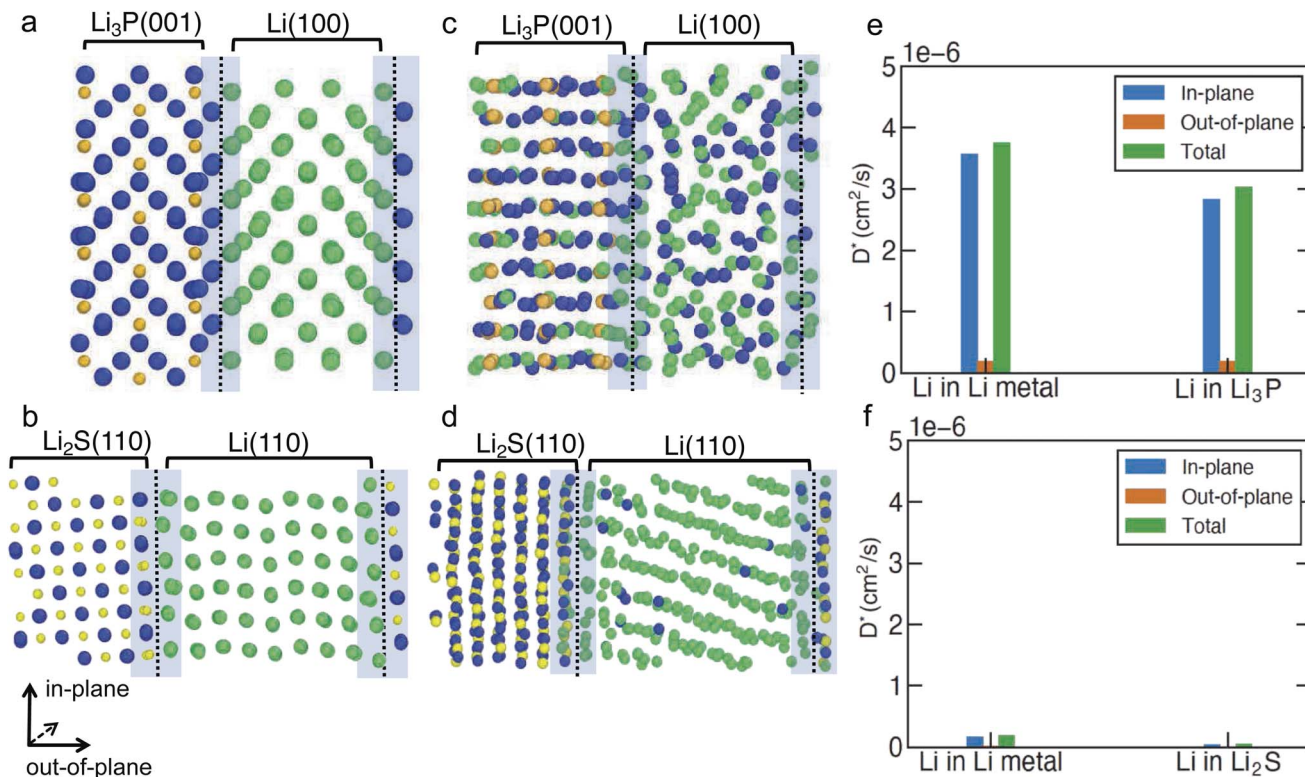 a
Li₃P(001)
Li(100)
c
Li₃P(001)
Li(100)
e
1e−6
5
4
3
2
1
0
D* (cm²/s)
In-plane
Out-of-plane
Total
Li in Li metal
Li in Li₃P
b
Li₂S(110)
Li(110)
d
Li₂S(110)
Li(110)
f
1e−6
5
4
3
2
1
0
D* (cm²/s)
In-plane
Out-of-plane
Total
Li in Li metal
Li in Li₂S
in-plane
out-of-plane